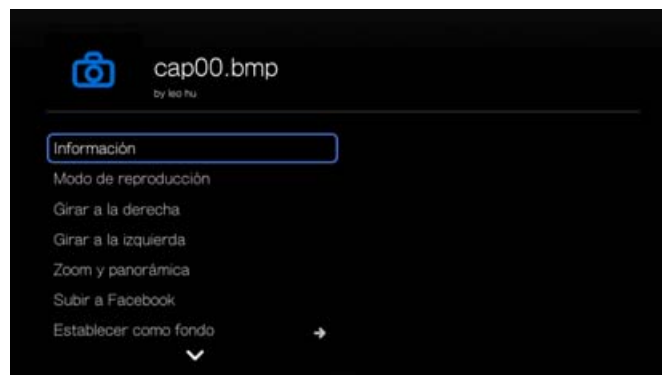 cap00.bmp
by leo hu
Información
Modo de reproducción
Girar a la derecha
Girar a la izquierda
Zoom y panorámica
Subir a Facebook
Establecer como fondo